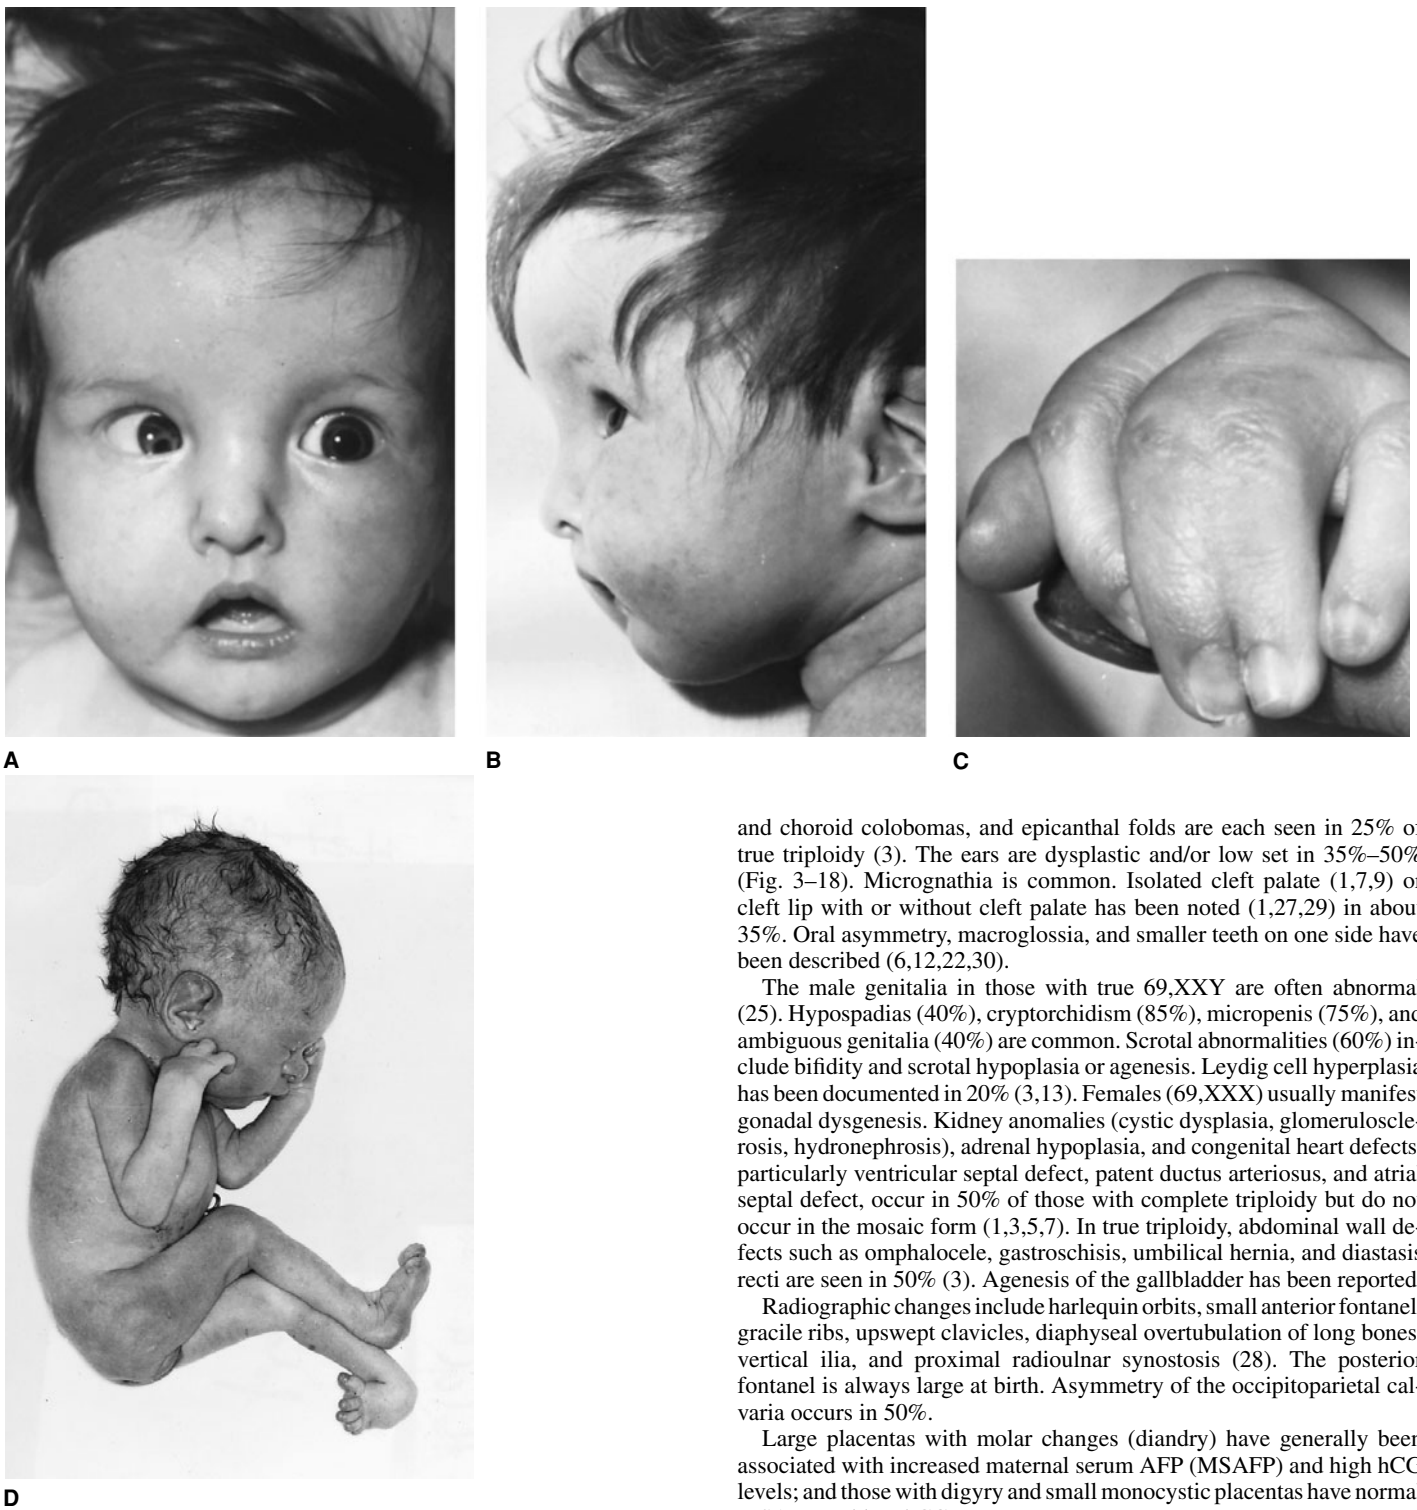 A
B
C
D
and choroid colobomas, and epicanthal folds are each seen in 25% o
true triploidy (3). The ears are dysplastic and/or low set in 35%–50%
(Fig. 3–18). Micrognathia is common. Isolated cleft palate (1,7,9) o
cleft lip with or without cleft palate has been noted (1,27,29) in abou
35%. Oral asymmetry, macroglossia, and smaller teeth on one side have
been described (6,12,22,30).
The male genitalia in those with true 69,XXY are often abnorma
(25). Hypospadias (40%), cryptorchidism (85%), micropenis (75%), and
ambiguous genitalia (40%) are common. Scrotal abnormalities (60%) in-
clude bifidity and scrotal hypoplasia or agenesis. Leydig cell hyperplasia
has been documented in 20% (3,13). Females (69,XXX) usually manifes
gonadal dysgenesis. Kidney anomalies (cystic dysplasia, glomeruloscle-
rosis, hydronephrosis), adrenal hypoplasia, and congenital heart defects
particularly ventricular septal defect, patent ductus arteriosus, and atria
septal defect, occur in 50% of those with complete triploidy but do no
occur in the mosaic form (1,3,5,7). In true triploidy, abdominal wall de-
fects such as omphalocele, gastroschisis, umbilical hernia, and diastasis
recti are seen in 50% (3). Agenesis of the gallbladder has been reported
Radiographic changes include harlequin orbits, small anterior fontanel
gracile ribs, upswept clavicles, diaphyseal overtubulation of long bones
vertical ilia, and proximal radioulnar synostosis (28). The posterior
fontanel is always large at birth. Asymmetry of the occipitoparietal cal-
varia occurs in 50%.
Large placentas with molar changes (diandry) have generally been
associated with increased maternal serum AFP (MSAFP) and high hCG
levels; and those with digyry and small monocystic placentas have norma